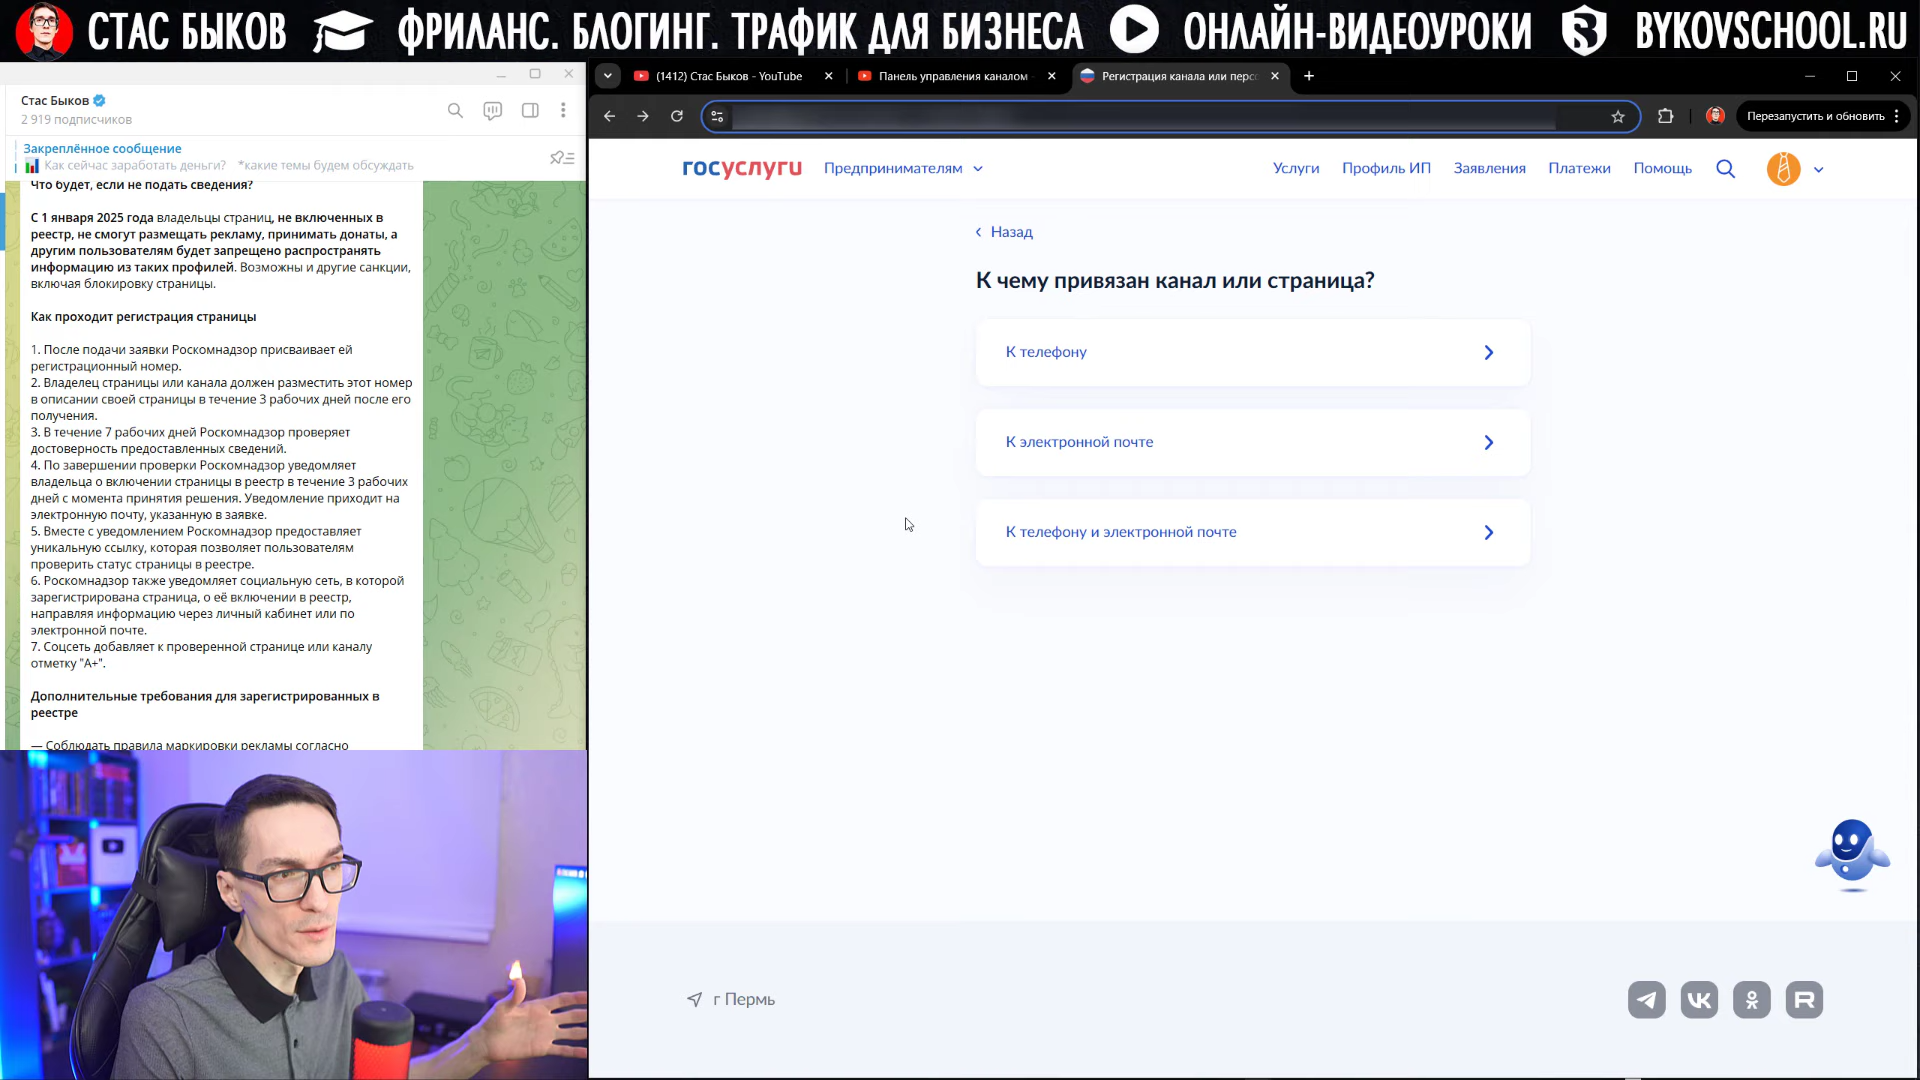 СТАС БЫКОВ
ФРИЛАНС. БЛОГИНГ. ТРАФИК ДЛЯ БИЗНЕСА
ОНЛАЙН-ВИДЕОУРОКИ
BYKOVSCHOOL.RU
Стас Быков
2 919 подписчиков
Закреплённое сообщение
Как сейчас заработать деньги? *какие темы будем обсуждать
Что будет, если не подать сведения?
С 1 января 2025 года владельцы страниц, не включенных в
реестр, не смогут размещать рекламу, принимать донаты, а
другим пользователям будет запрещено распространять
информацию из таких профилей. Возможны и другие санкции,
включая блокировку страницы.
Как проходит регистрация страницы
1. После подачи заявки Роскомнадзор присваивает ей
регистрационный номер.
2. Владелец страницы или канала должен разместить этот номер
в описании своей страницы в течение 3 рабочих дней после его
получения.
3. В течение 7 рабочих дней Роскомнадзор проверяет
достоверность предоставленных сведений.
4. По завершении проверки Роскомнадзор уведомляет
владельца о включении страницы в реестр в течение 3 рабочих
дней с момента принятия решения. Уведомление приходит на
электронную почту, указанную в заявке.
5. Вместе с уведомлением Роскомнадзор предоставляет
уникальную ссылку, которая позволяет пользователям
проверить статус страницы в реестре.
6. Роскомнадзор также уведомляет социальную сеть, в которой
зарегистрирована страница, о её включении в реестр,
направляя информацию через личный кабинет или по
электронной почте.
7. Соцсеть добавляет к проверенной странице или каналу
отметку "А+".
Дополнительные требования для зарегистрированных в
реестре
— Соблюдать правила маркировки рекламы согласно
(1412) Стас Быков - YouTube
Панель управления каналом
Регистрация канала или перс
Перезапустить и обновить
госуслуги
Предпринимателям
Услуги
Профиль ИП
Заявления
Платежи
Помощь
Назад
К чему привязан канал или страница?
К телефону
К электронной почте
К телефону и электронной почте
г Пермь